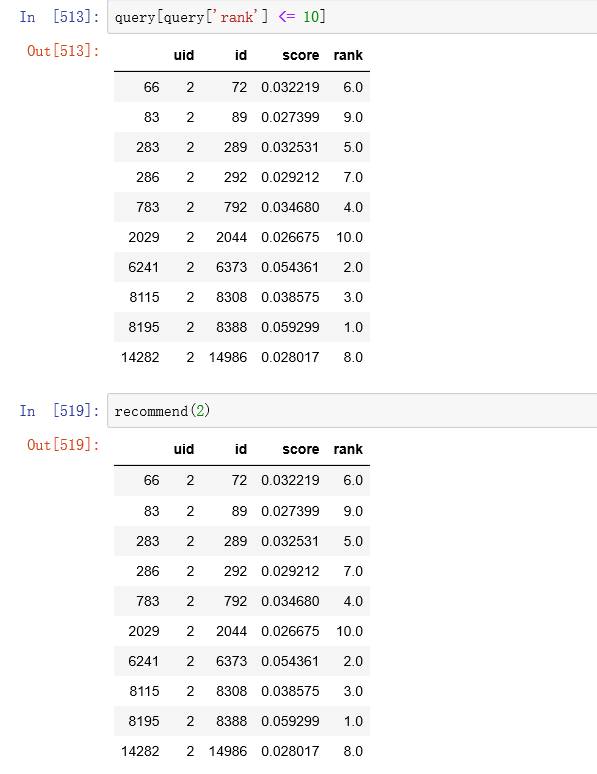 In [513]: query[query['rank'] <= 10]
Out[513]:
uid id score rank
66 2 72 0.032219 6.0
83 2 89 0.027399 9.0
283 2 289 0.032531 5.0
286 2 292 0.029212 7.0
783 2 792 0.034680 4.0
2029 2 2044 0.026675 10.0
6241 2 6373 0.054361 2.0
8115 2 8308 0.038575 3.0
8195 2 8388 0.059299 1.0
14282 2 14986 0.028017 8.0
In [519]: recommend(2)
Out[519]:
uid id score rank
66 2 72 0.032219 6.0
83 2 89 0.027399 9.0
283 2 289 0.032531 5.0
286 2 292 0.029212 7.0
783 2 792 0.034680 4.0
2029 2 2044 0.026675 10.0
6241 2 6373 0.054361 2.0
8115 2 8308 0.038575 3.0
8195 2 8388 0.059299 1.0
14282 2 14986 0.028017 8.0